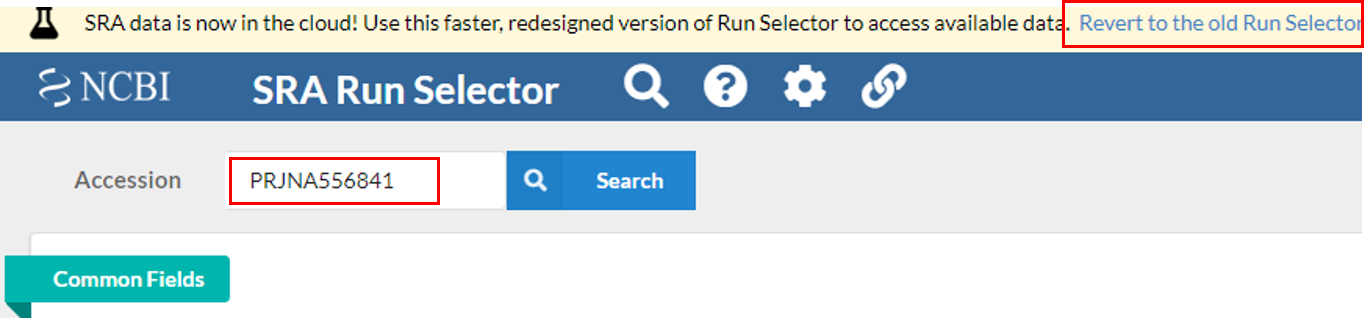 SRA data is now in the cloud! Use this faster, redesigned version of Run Selector to access available data. Revert to the old Run Selector
NCBI SRA Run Selector
Accession PRJNA556841 Search
Common Fields